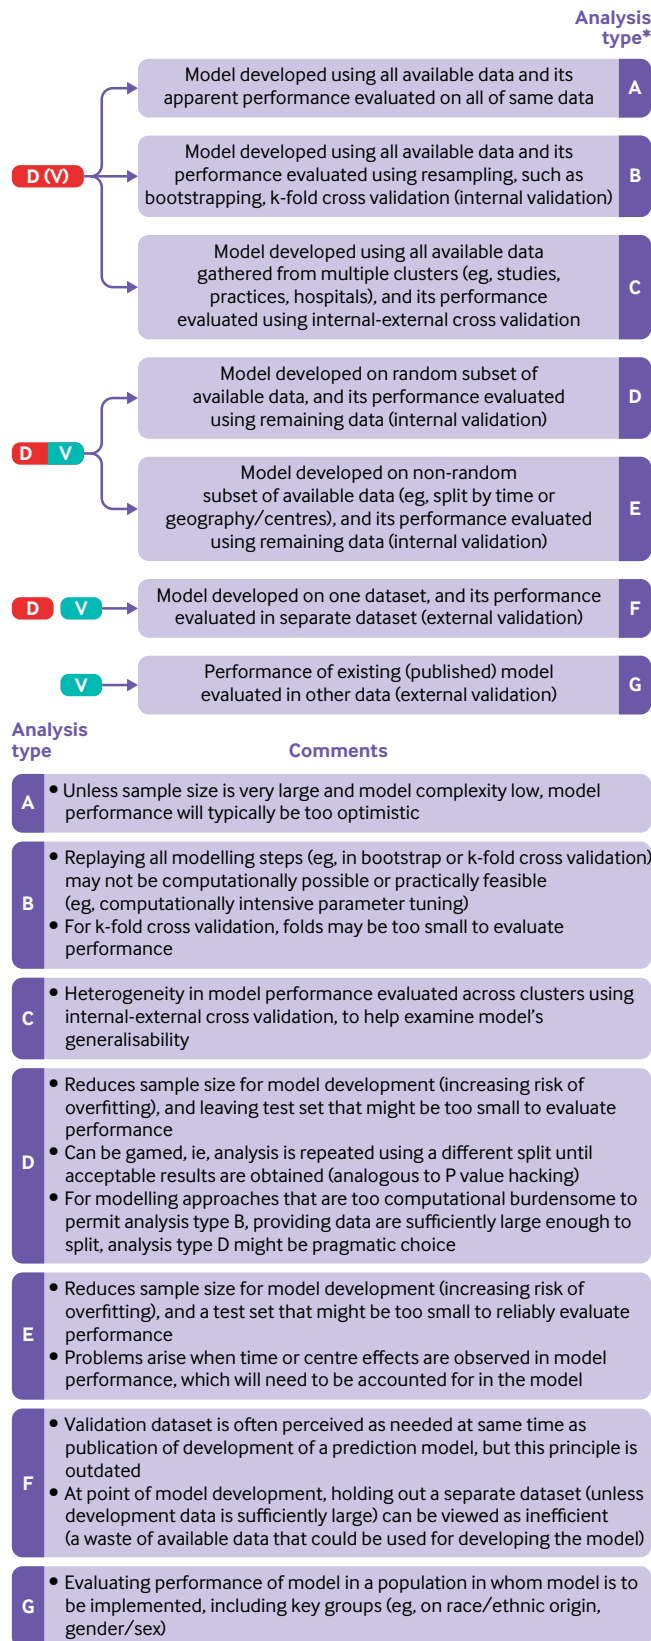 Analysis
type*
Model developed using all available data and its
apparent performance evaluated on all of same data
A
D (V)
Model developed using all available data and its
performance evaluated using resampling, such as
bootstrapping, k-fold cross validation (internal validation)
B
Model developed using all available data
gathered from multiple clusters (eg, studies,
practices, hospitals), and its performance
evaluated using internal-external cross validation
C
Model developed on random subset of
available data, and its performance evaluated
using remaining data (internal validation)
D
D V
Model developed on non-random
subset of available data (eg, split by time or
geography/centres), and its performance evaluated
using remaining data (internal validation)
E
D V
Model developed on one dataset, and its performance
evaluated in separate dataset (external validation)
F
V
Performance of existing (published) model
evaluated in other data (external validation)
G
Analysis
type
Comments
A
• Unless sample size is very large and model complexity low, model
performance will typically be too optimistic
B
• Replaying all modelling steps (eg, in bootstrap or k-fold cross validation)
may not be computationally possible or practically feasible
(eg, computationally intensive parameter tuning)
• For k-fold cross validation, folds may be too small to evaluate
performance
C
• Heterogeneity in model performance evaluated across clusters using
internal-external cross validation, to help examine model's
generalisability
D
• Reduces sample size for model development (increasing risk of
overfitting), and leaving test set that might be too small to evaluate
performance
• Can be gamed, ie, analysis is repeated using a different split until
acceptable results are obtained (analogous to P value hacking)
• For modelling approaches that are too computational burdensome to
permit analysis type B, providing data are sufficiently large enough to
split, analysis type D might be pragmatic choice
E
• Reduces sample size for model development (increasing risk of
overfitting), and a test set that might be too small to reliably evaluate
performance
• Problems arise when time or centre effects are observed in model
performance, which will need to be accounted for in the model
F
• Validation dataset is often perceived as needed at same time as
publication of development of a prediction model, but this principle is
outdated
• At point of model development, holding out a separate dataset (unless
development data is sufficiently large) can be viewed as inefficient
(a waste of available data that could be used for developing the model)
G
• Evaluating performance of model in a population in whom model is to
be implemented, including key groups (eg, on race/ethnic origin,
gender/sex)